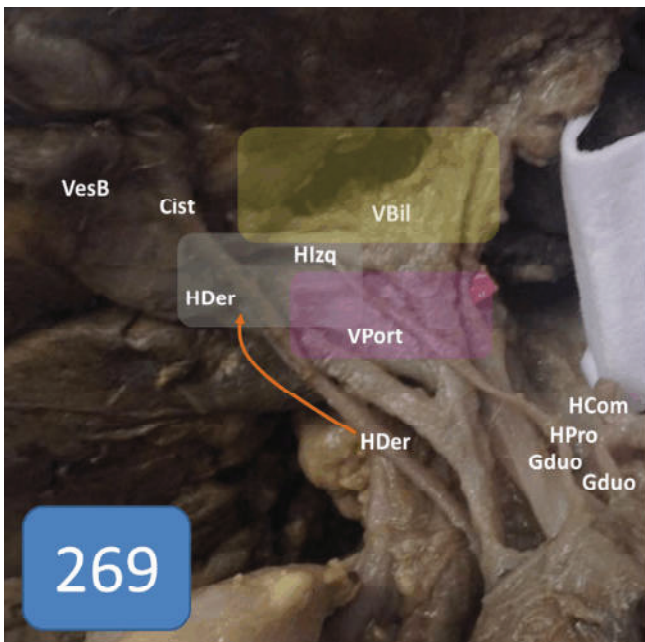 VesB
Cist
VBil
HIzq
HDer
VPort
HDer
HCom
HPro
Gduo
Gduo
269